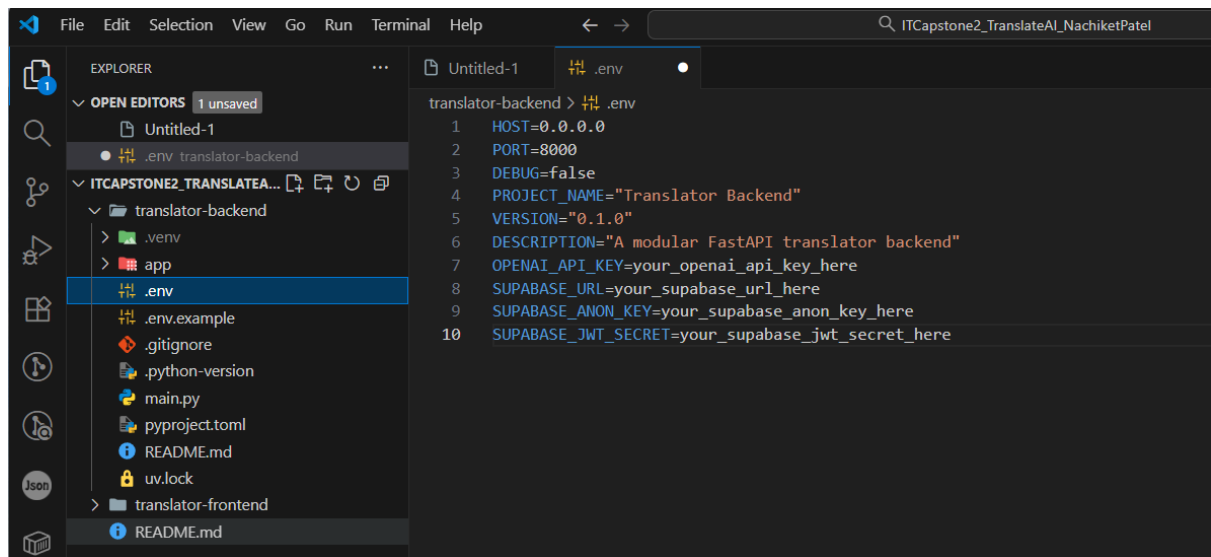 File Edit Selection View Go Run Terminal Help
ITCapstone2_TranslateAI_NachiketPatel
1
EXPLORER
OPEN EDITORS 1 unsaved
Untitled-1
.env translator-backend
ITCAPSTONE2_TRANSLATEA...
translator-backend
.venv
app
.env
.env.example
.gitignore
.python-version
main.py
pyproject.toml
README.md
uv.lock
translator-frontend
README.md
Json
Untitled-1 .env
translator-backend > .env
1 HOST=0.0.0.0
2 PORT=8000
3 DEBUG=false
4 PROJECT_NAME="Translator Backend"
5 VERSION="0.1.0"
6 DESCRIPTION="A modular FastAPI translator backend"
7 OPENAI_API_KEY=your_openai_api_key_here
8 SUPABASE_URL=your_supabase_url_here
9 SUPABASE_ANON_KEY=your_supabase_anon_key_here
10 SUPABASE_JWT_SECRET=your_supabase_jwt_secret_here